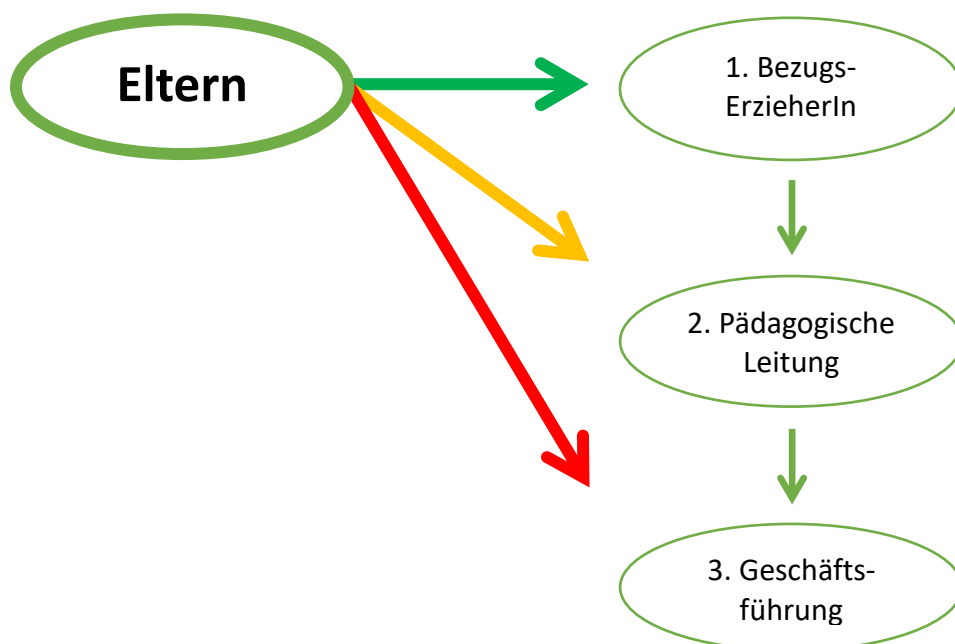 Eltern
1. Bezugs-
ErzieherIn
2. Pädagogische
Leitung
3. Geschäfts-
führung